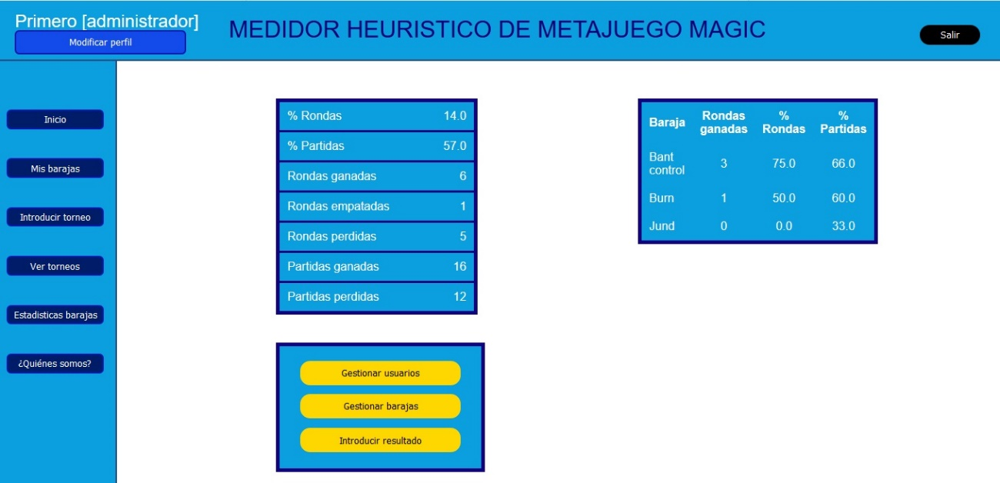 Primero [administrador]
Modificar perfil
MEDIDOR HEURISTICO DE METAJUEGO MAGIC
Salir
Inicio
Mis barajas
Introducir torneo
Ver torneos
Estadisticas barajas
¿Quiénes somos?
% Rondas 14.0
% Partidas 57.0
Rondas ganadas 6
Rondas empatadas 1
Rondas perdidas 5
Partidas ganadas 16
Partidas perdidas 12
Gestionar usuarios
Gestionar barajas
Introducir resultado
Baraja Rondas ganadas % Rondas % Partidas
Bant control 3 75.0 66.0
Burn 1 50.0 60.0
Jund 0 0.0 33.0